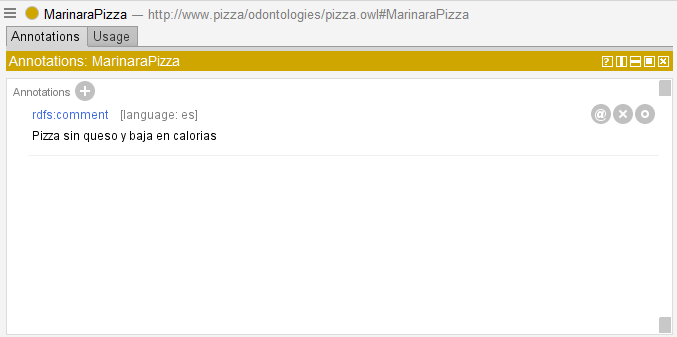 MarinaraPizza — http://www.pizza/odontologies/pizza.owl#MarinaraPizza
Annotations Usage
Annotations: MarinaraPizza
Annotations
rdfs:comment [language: es]
Pizza sin queso y baja en calorias